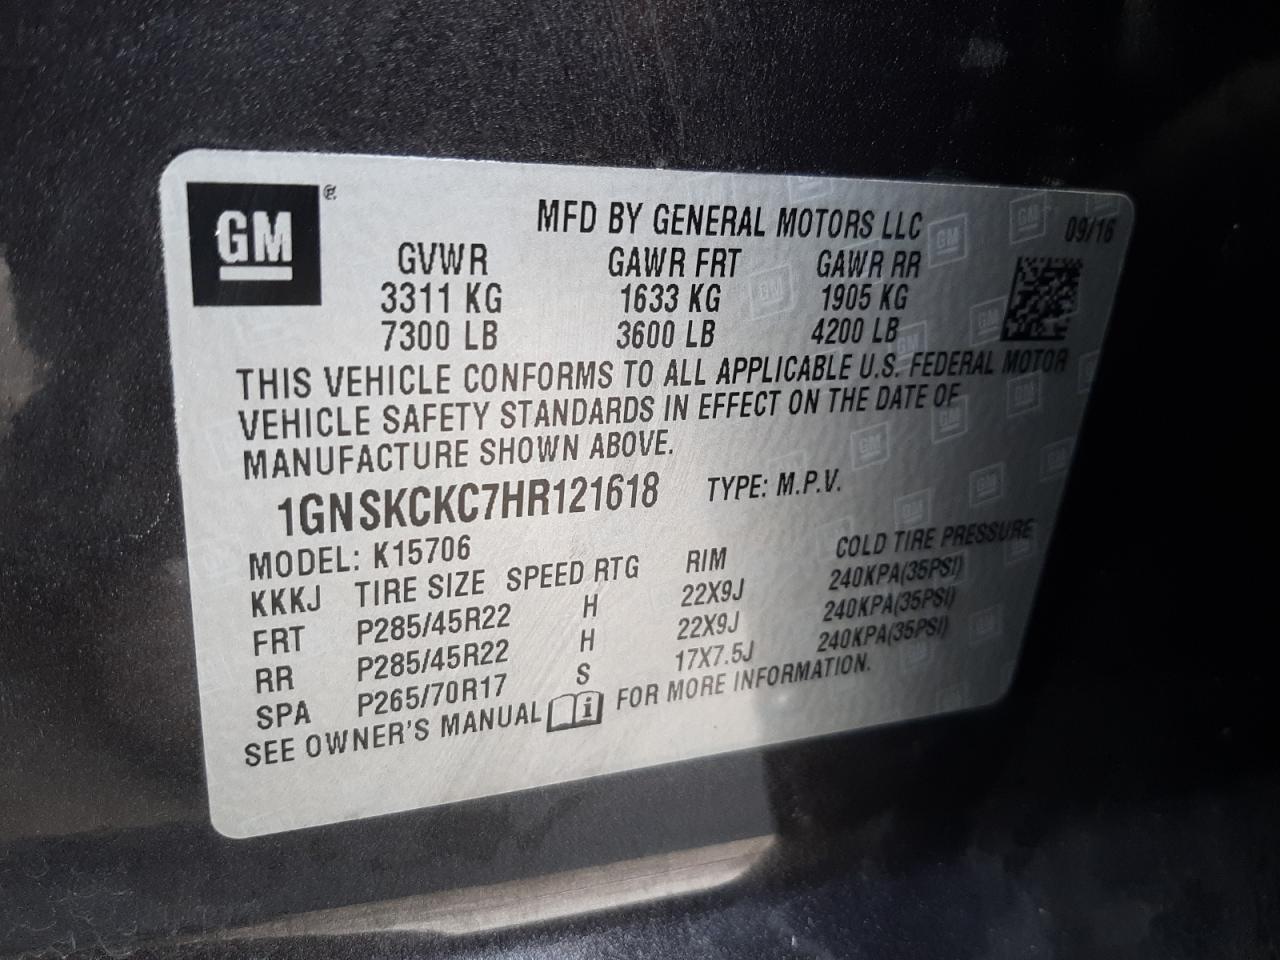 GM
MFD BY GENERAL MOTORS LLC 09/16
GVWR GAWR FRT GAWR RR
3311 KG 1633 KG 1905 KG
7300 LB 3600 LB 4200 LB
THIS VEHICLE CONFORMS TO ALL APPLICABLE U.S. FEDERAL MOTOR
VEHICLE SAFETY STANDARDS IN EFFECT ON THE DATE OF
MANUFACTURE SHOWN ABOVE.
1GNSKCKC7HR121618 TYPE: M.P.V.
MODEL: K15706
KKKJ TIRE SIZE SPEED RTG RIM COLD TIRE PRESSURE
FRT P285/45R22 H 22X9J 240KPA(35PSI)
RR P285/45R22 H 22X9J 240KPA(35PSI)
SPA P265/70R17 S 17X7.5J 240KPA(35PSI)
SEE OWNER'S MANUAL i FOR MORE INFORMATION.